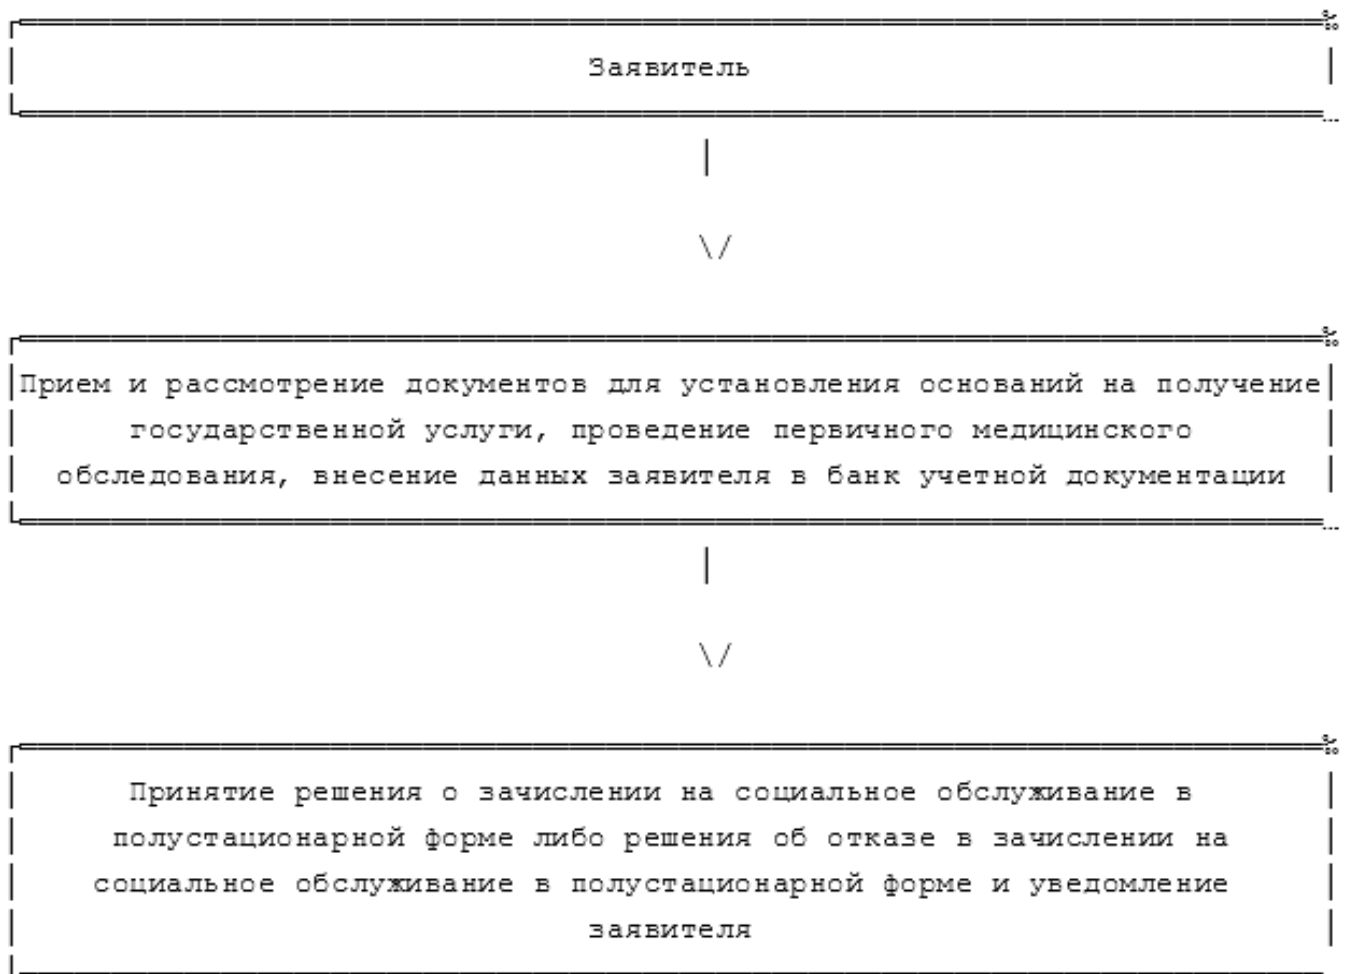 Заявитель
Прием и рассмотрение документов для установления оснований на получение
государственной услуги, проведение первичного медицинского
обследования, внесение данных заявителя в банк учетной документации
Принятие решения о зачислении на социальное обслуживание в
полустационарной форме либо решения об отказе в зачислении на
социальное обслуживание в полустационарной форме и уведомление
заявителя